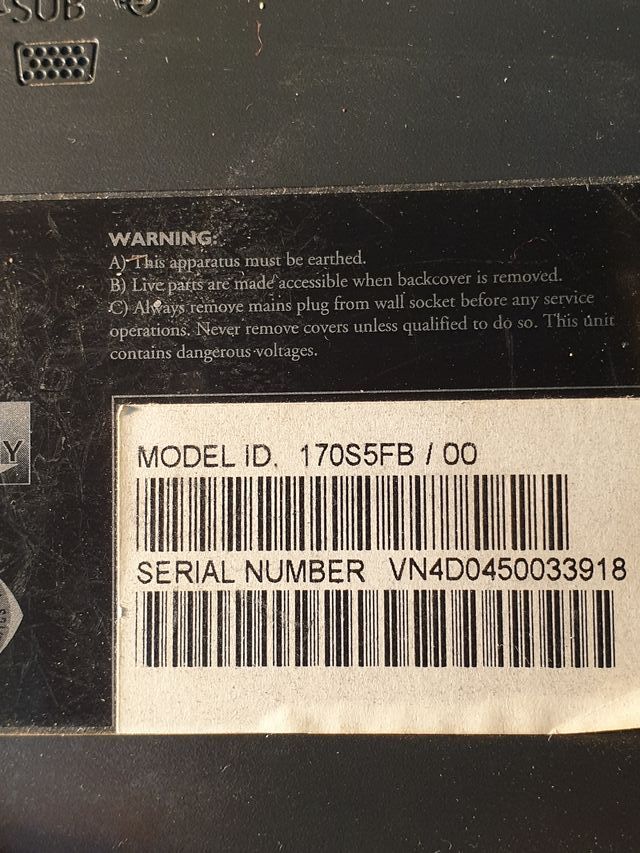 -SUB
WARNING:
A) This apparatus must be earthed.
B) Live parts are made accessible when backcover is removed.
C) Always remove mains plug from wall socket before any service
operations. Never remove covers unless qualified to do so. This unit
contains dangerous voltages.
Y
MODEL ID. 170S5FB / 00
SERIAL NUMBER VN4D0450033918